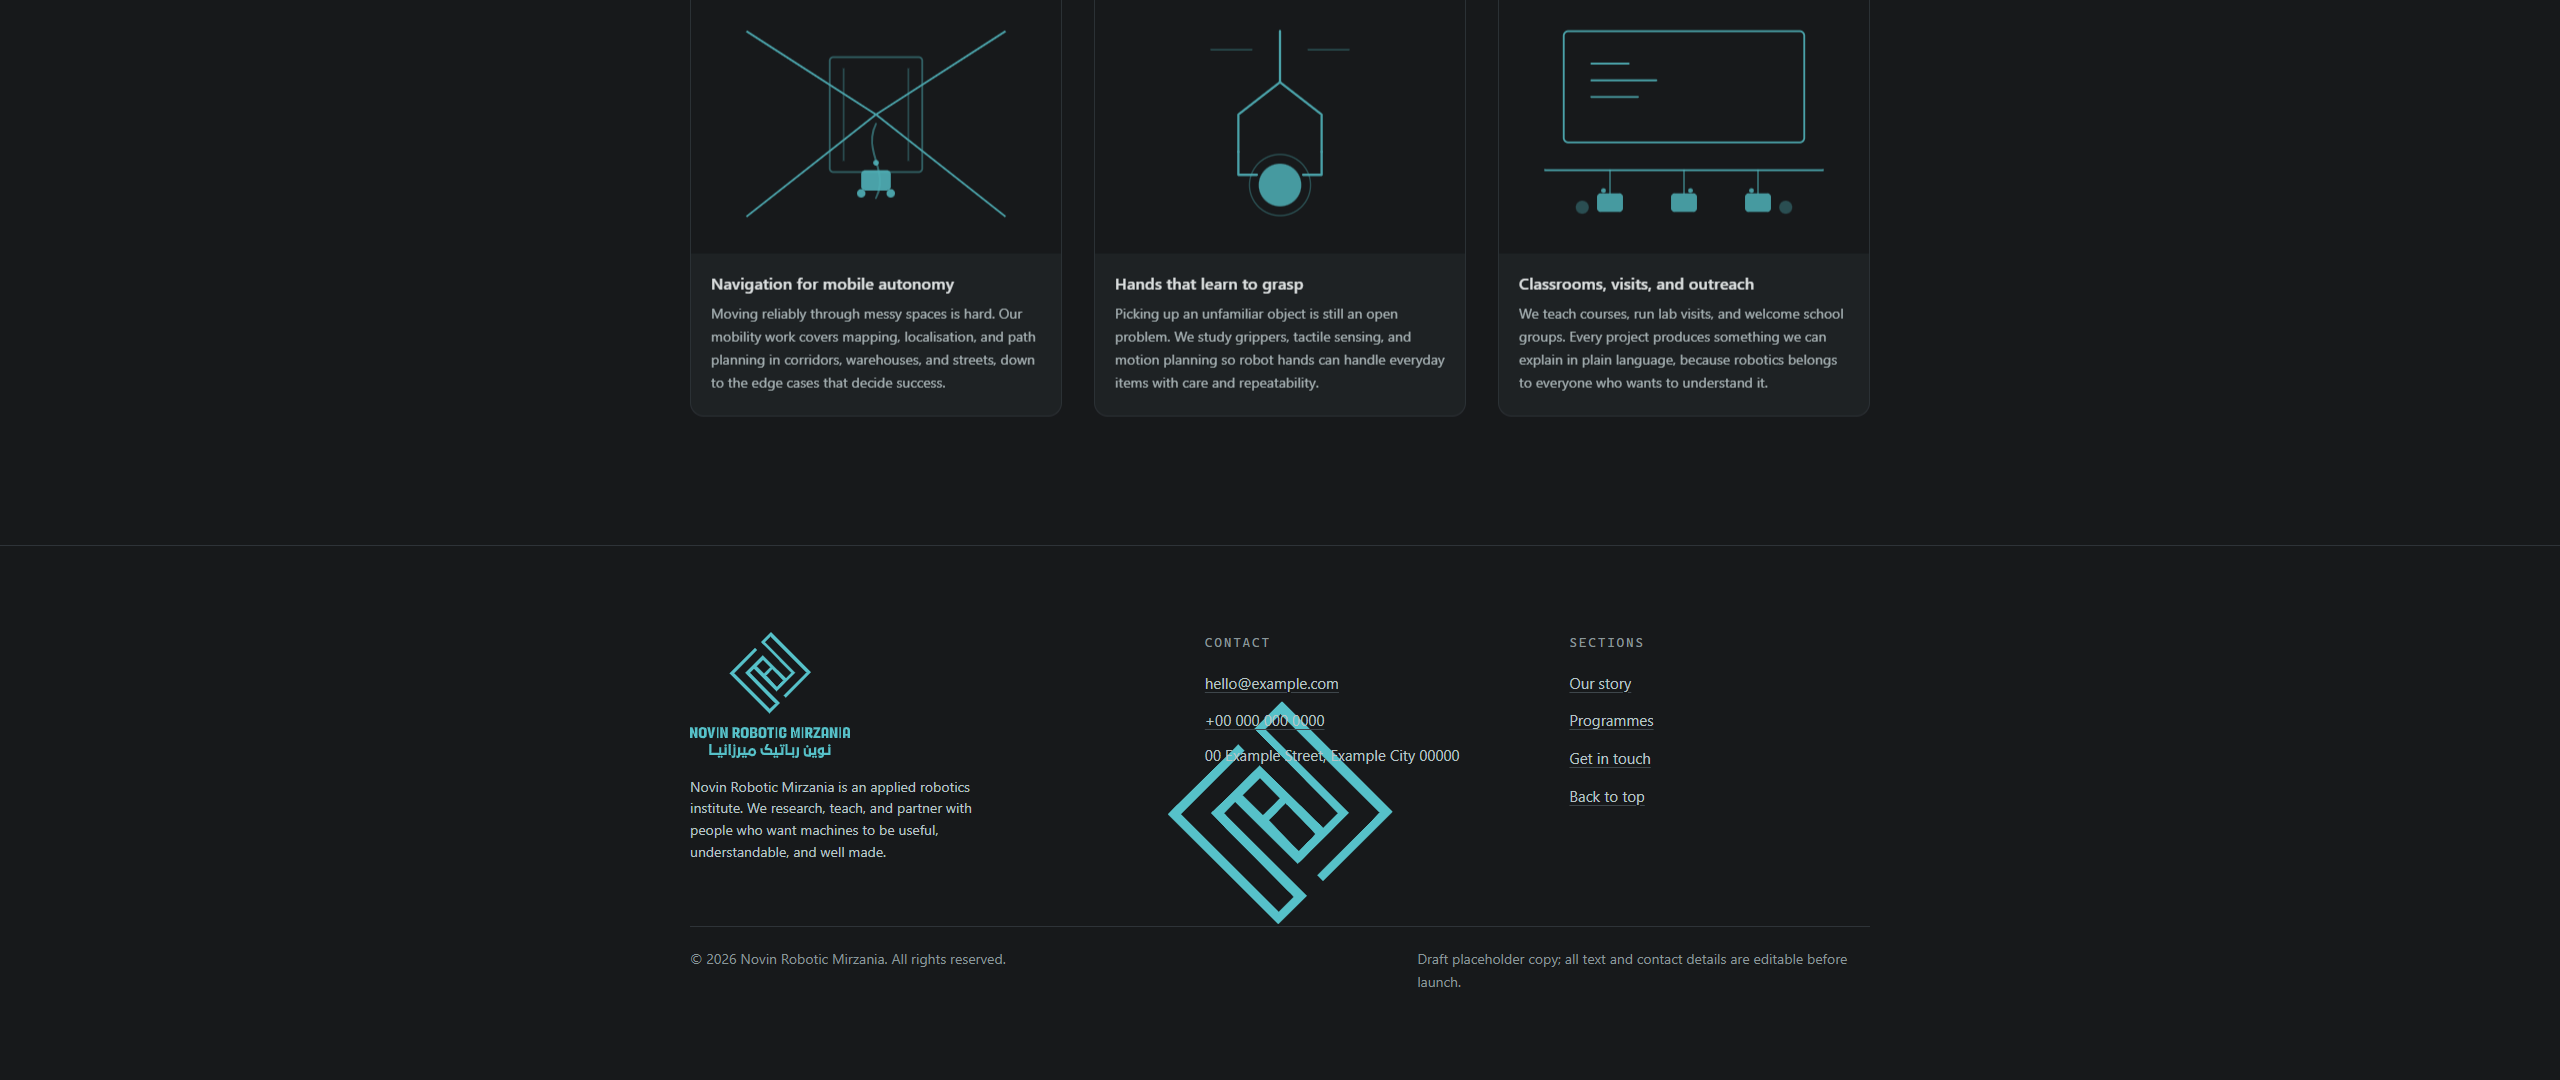 Navigation for mobile autonomy
Moving reliably through messy spaces is hard. Our
mobility work covers mapping, localisation, and path
planning in corridors, warehouses, and streets, down
to the edge cases that decide success.
Hands that learn to grasp
Picking up an unfamiliar object is still an open
problem. We study grippers, tactile sensing, and
motion planning so robot hands can handle everyday
items with care and repeatability.
Classrooms, visits, and outreach
We teach courses, run lab visits, and welcome school
groups. Every project produces something we can
explain in plain language, because robotics belongs
to everyone who wants to understand it.
NOVIN ROBOTIC MIRZANIA
نوین رباتیک میرزانیا
Novin Robotic Mirzania is an applied robotics
institute. We research, teach, and partner with
people who want machines to be useful,
understandable, and well made.
CONTACT
hello@example.com
+00 000 000 0000
00 Example Street, Example City 00000
SECTIONS
Our story
Programmes
Get in touch
Back to top
© 2026 Novin Robotic Mirzania. All rights reserved.
Draft placeholder copy; all text and contact details are editable before
launch.